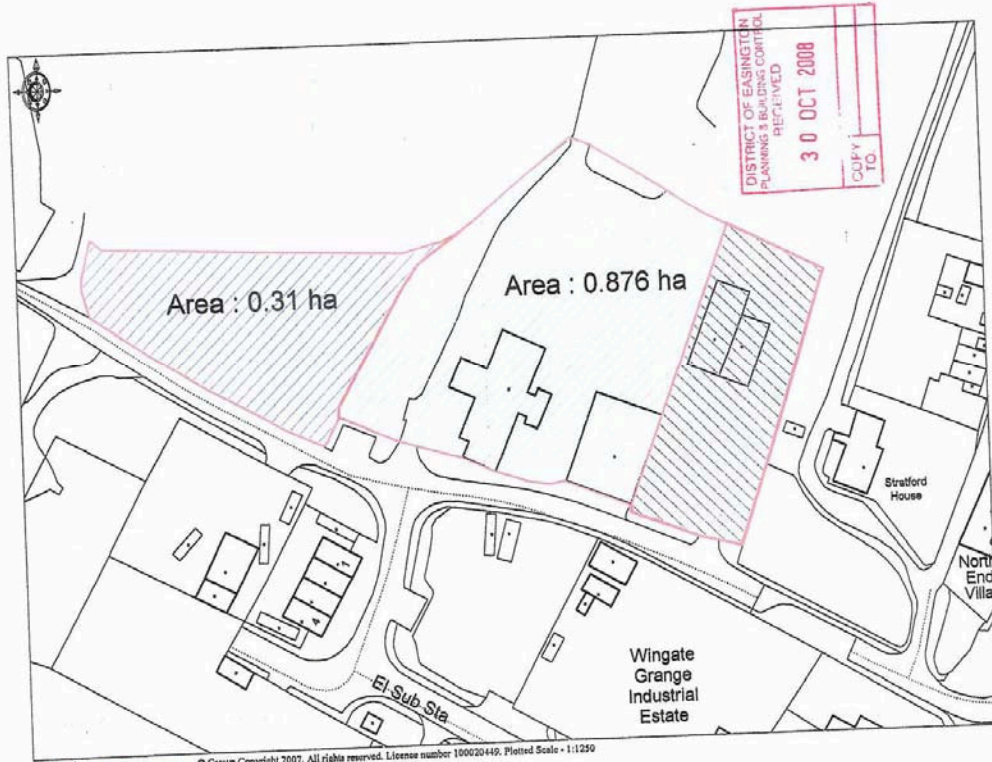 DISTRICT OF EASINGTON
PLANNING & BUILDING CONTROL
RECEIVED
30 OCT 2008
COPY
TO.
Area : 0.31 ha
Area : 0.876 ha
Stratford
House
North
End
Villa
1
4
El Sub Sta
Wingate
Grange
Industrial
Estate
© Crown Copyright 2002. All rights reserved. License number 100020449. Plotted Scale - 1:1250